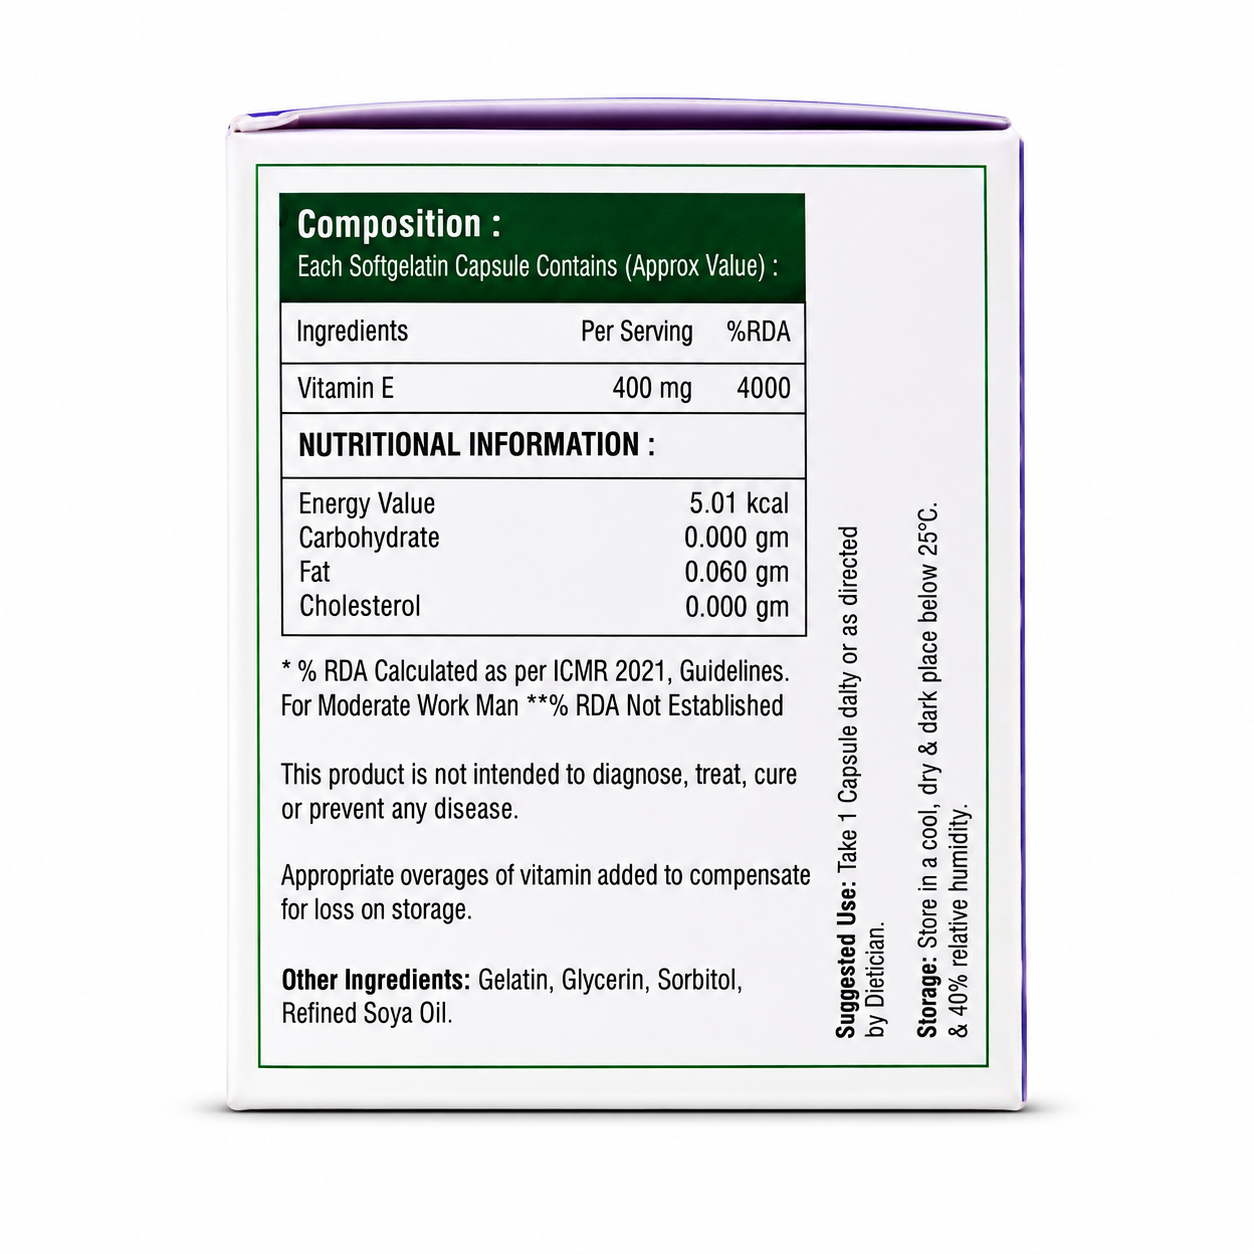 Composition :
Each Softgelatin Capsule Contains (Approx Value) :
Ingredients Per Serving %RDA
Vitamin E 400 mg 4000
NUTRITIONAL INFORMATION :
Energy Value 5.01 kcal
Carbohydrate 0.000 gm
Fat 0.060 gm
Cholesterol 0.000 gm
* % RDA Calculated as per ICMR 2021, Guidelines.
For Moderate Work Man **% RDA Not Established
This product is not intended to diagnose, treat, cure
or prevent any disease.
Appropriate overages of vitamin added to compensate
for loss on storage.
Other Ingredients: Gelatin, Glycerin, Sorbitol,
Refined Soya Oil.
Suggested Use: Take 1 Capsule dalty or as directed
by Dietician.
Storage: Store in a cool, dry & dark place below 25°C.
& 40% relative humidity.